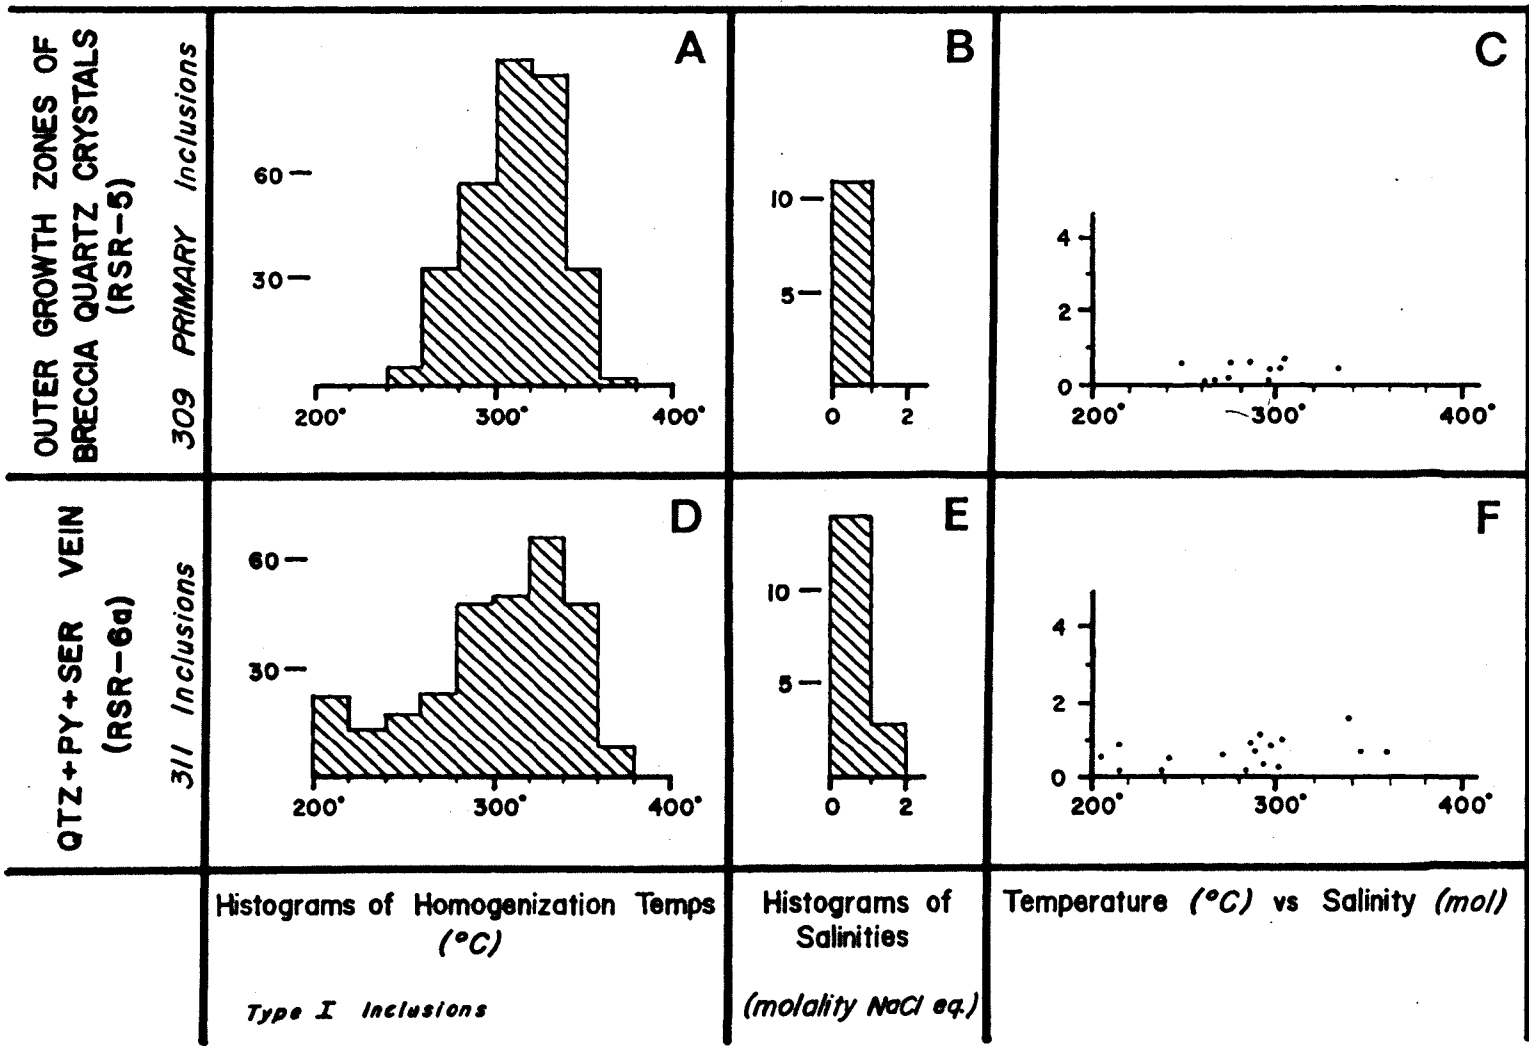 OUTER GROWTH ZONES OF
BRECCIA QUARTZ CRYSTALS
(RSR-5)
309 PRIMARY Inclusions
A
60
30
200° 300° 400°
B
10
5
0 2
C
4
2
0
200° 300° 400°
QTZ+PY+SER VEIN
(RSR-6a)
311 Inclusions
D
60
30
200° 300° 400°
E
10
5
0 2
F
4
2
0
200° 300° 400°
Histograms of Homogenization Temps
(°C)
Type I Inclusions
Histograms of
Salinities
(molality NaCl eq.)
Temperature (°C) vs Salinity (mol)